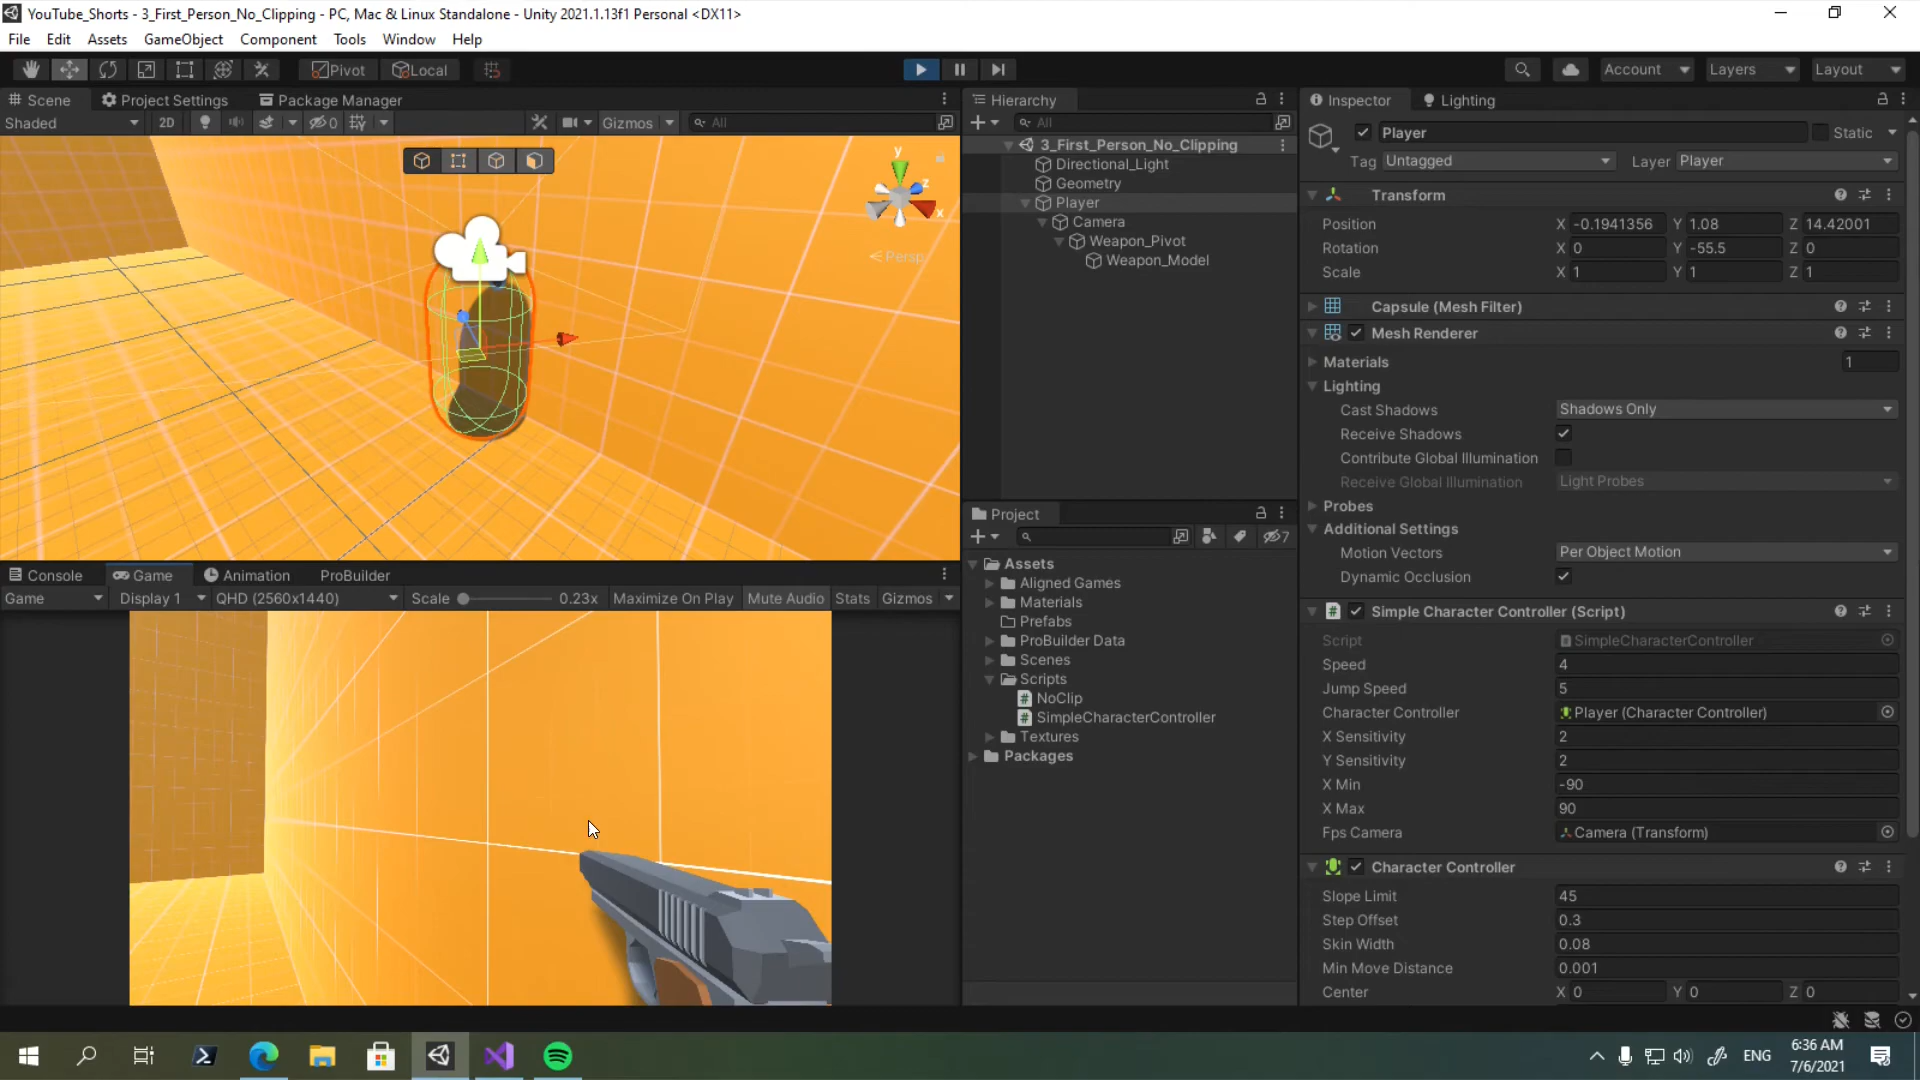 YouTube_Shorts - 3_First_Person_No_Clipping - PC, Mac & Linux Standalone - Unity 2021.1.13f1 Personal <DX11>
File Edit Assets GameObject Component Tools Window Help
Pivot Local Account Layers Layout
Scene Project Settings Package Manager
Shaded 2D 0 Gizmos All
y
z
x
Persp
Hierarchy
All
3_First_Person_No_Clipping
Directional_Light
Geometry
Player
Camera
Weapon_Pivot
Weapon_Model
Inspector Lighting
Player Static
Tag Untagged Layer Player
Transform
Position X -0.1941356 Y 1.08 Z 14.42001
Rotation X 0 Y -55.5 Z 0
Scale X 1 Y 1 Z 1
Capsule (Mesh Filter)
Mesh Renderer
Materials 1
Lighting
Cast Shadows Shadows Only
Receive Shadows
Contribute Global Illumination
Receive Global Illumination Light Probes
Probes
Additional Settings
Motion Vectors Per Object Motion
Dynamic Occlusion
Simple Character Controller (Script)
Script SimpleCharacterController
Speed 4
Jump Speed 5
Character Controller Player (Character Controller)
X Sensitivity 2
Y Sensitivity 2
X Min -90
X Max 90
Fps Camera Camera (Transform)
Character Controller
Slope Limit 45
Step Offset 0.3
Skin Width 0.08
Min Move Distance 0.001
Center X 0 Y 0 Z 0
Project
7
Assets
Aligned Games
Materials
Prefabs
ProBuilder Data
Scenes
Scripts
NoClip
SimpleCharacterController
Textures
Packages
Console Game Animation ProBuilder
Game Display 1 QHD (2560x1440) Scale 0.23x Maximize On Play Mute Audio Stats Gizmos
ENG
6:36 AM
7/6/2021